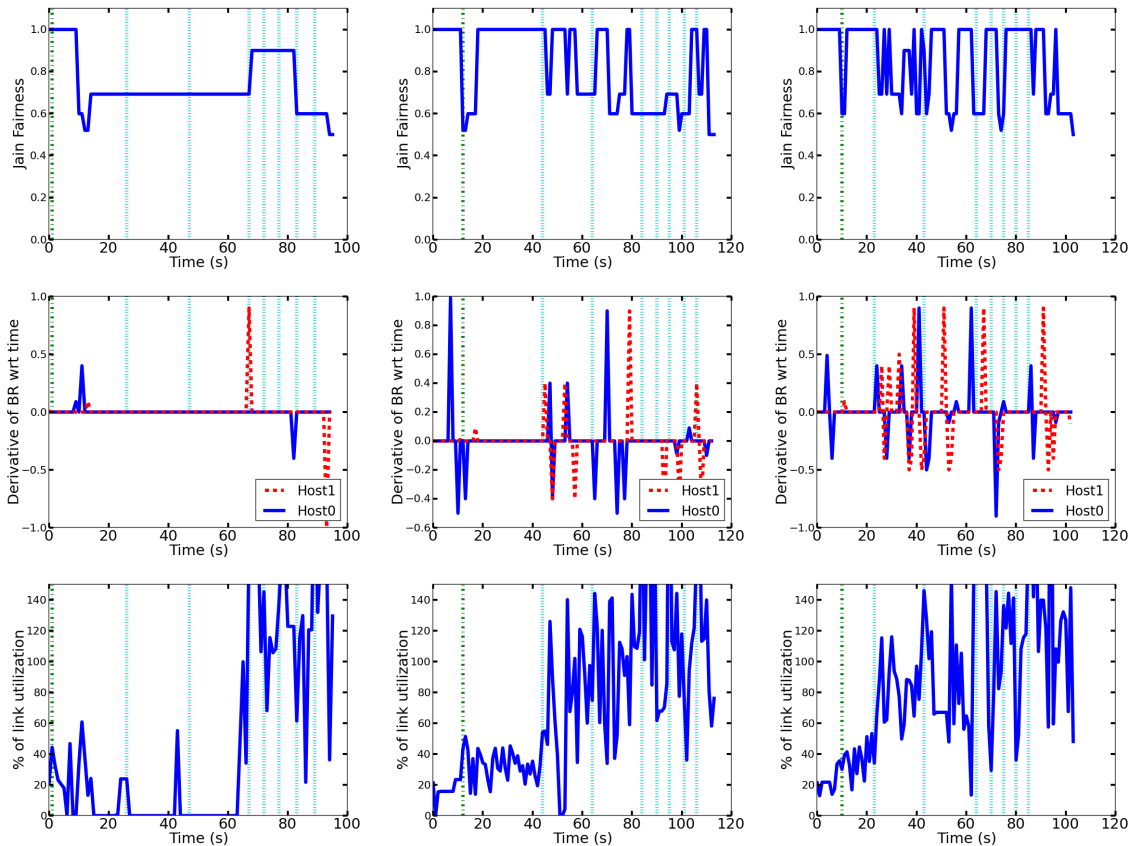 Jain Fairness
1.0
0.8
0.6
0.4
0.2
0.0
0 20 40 60 80 100
Time (s)
Jain Fairness
1.0
0.8
0.6
0.4
0.2
0.0
0 20 40 60 80 100 120
Time (s)
Jain Fairness
1.0
0.8
0.6
0.4
0.2
0.0
0 20 40 60 80 100 120
Time (s)
Derivative of BR wrt time
1.0
0.5
0.0
−0.5
−1.0
Host1
Host0
0 20 40 60 80 100
Time (s)
Derivative of BR wrt time
1.0
0.8
0.6
0.4
0.2
0.0
−0.2
−0.4
−0.6
Host1
Host0
0 20 40 60 80 100 120
Time (s)
Derivative of BR wrt time
1.0
0.5
0.0
−0.5
−1.0
Host1
Host0
0 20 40 60 80 100 120
Time (s)
% of link utilization
140
120
100
80
60
40
20
0
0 20 40 60 80 100
Time (s)
% of link utilization
140
120
100
80
60
40
20
0
0 20 40 60 80 100 120
Time (s)
% of link utilization
140
120
100
80
60
40
20
0
0 20 40 60 80 100 120
Time (s)